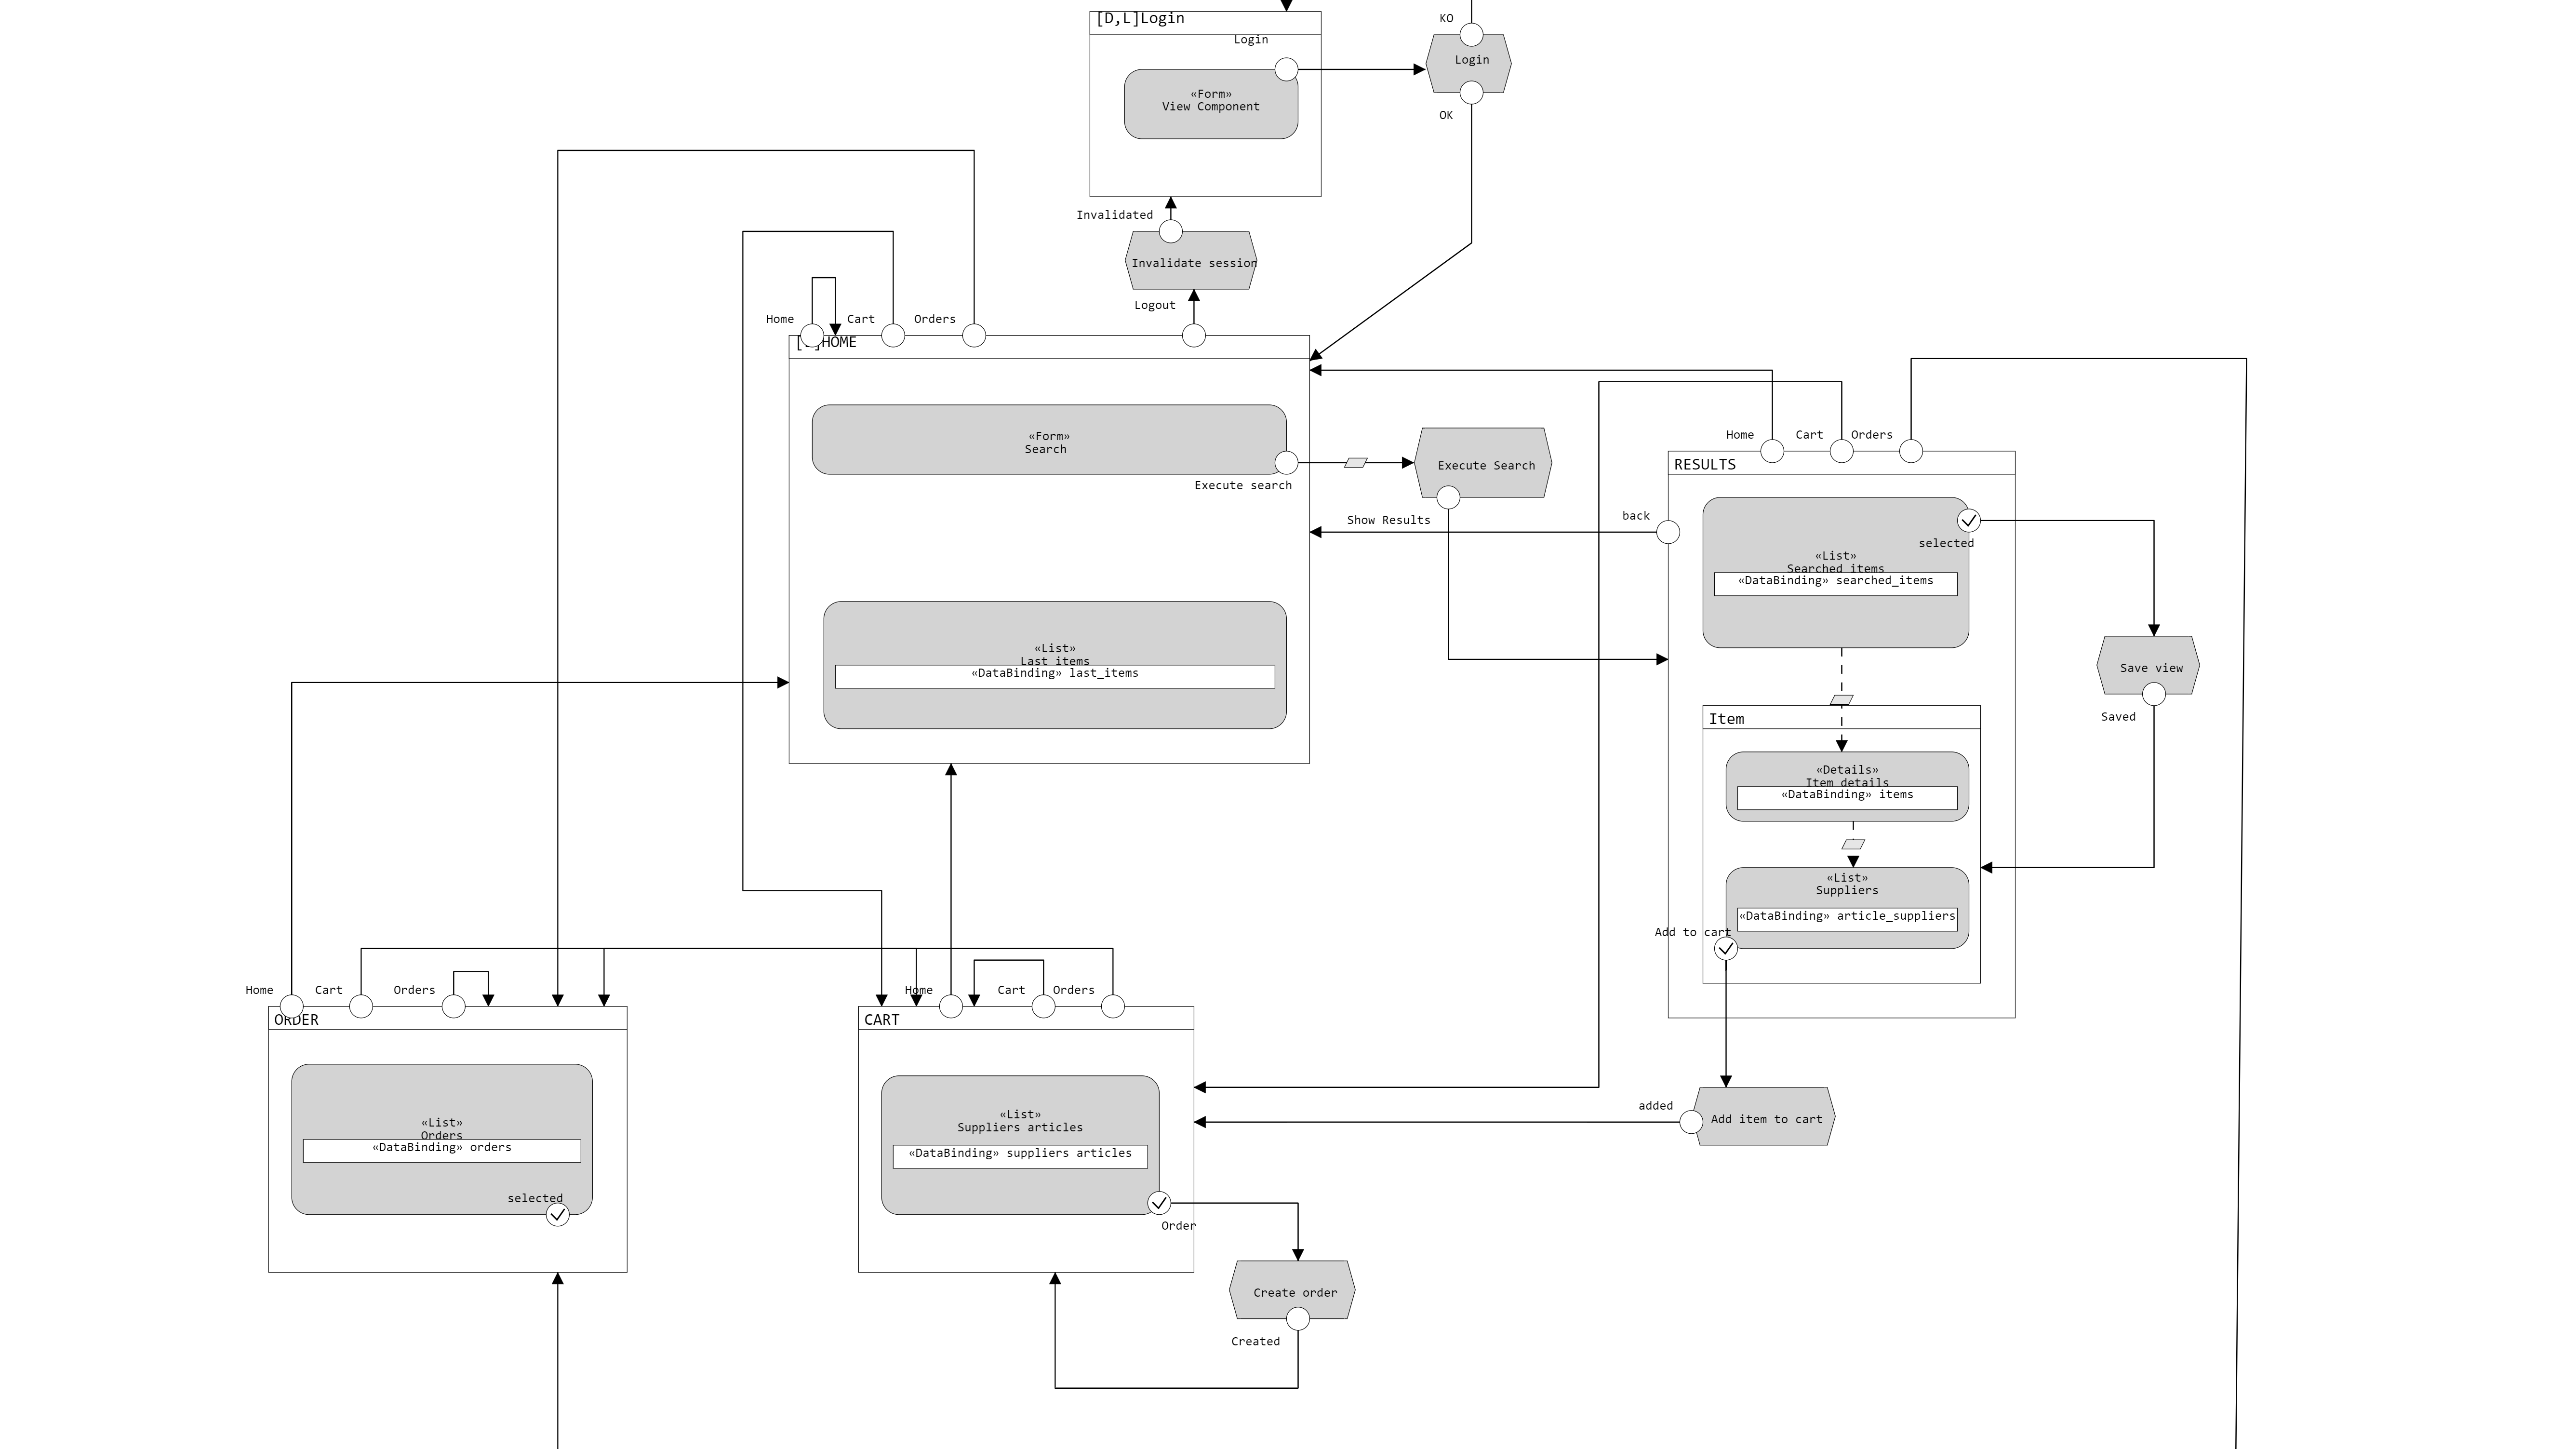 [D,L]Login
KO
Login
Login
«Form»
View Component
OK
Invalidated
Invalidate session
Logout
Home
Cart
Orders
HOME
«Form»
Search
Execute search
Execute Search
Show Results
«List»
Last items
«DataBinding» last_items
Home
Cart
Orders
RESULTS
back
selected
«List»
Searched items
«DataBinding» searched_items
Save view
Saved
Item
«Details»
Item details
«DataBinding» items
«List»
Suppliers
«DataBinding» article_suppliers
Add to cart
Home
Cart
Orders
ORDER
«List»
Orders
«DataBinding» orders
selected
Home
Cart
Orders
CART
«List»
Suppliers articles
«DataBinding» suppliers articles
Order
added
Add item to cart
Create order
Created